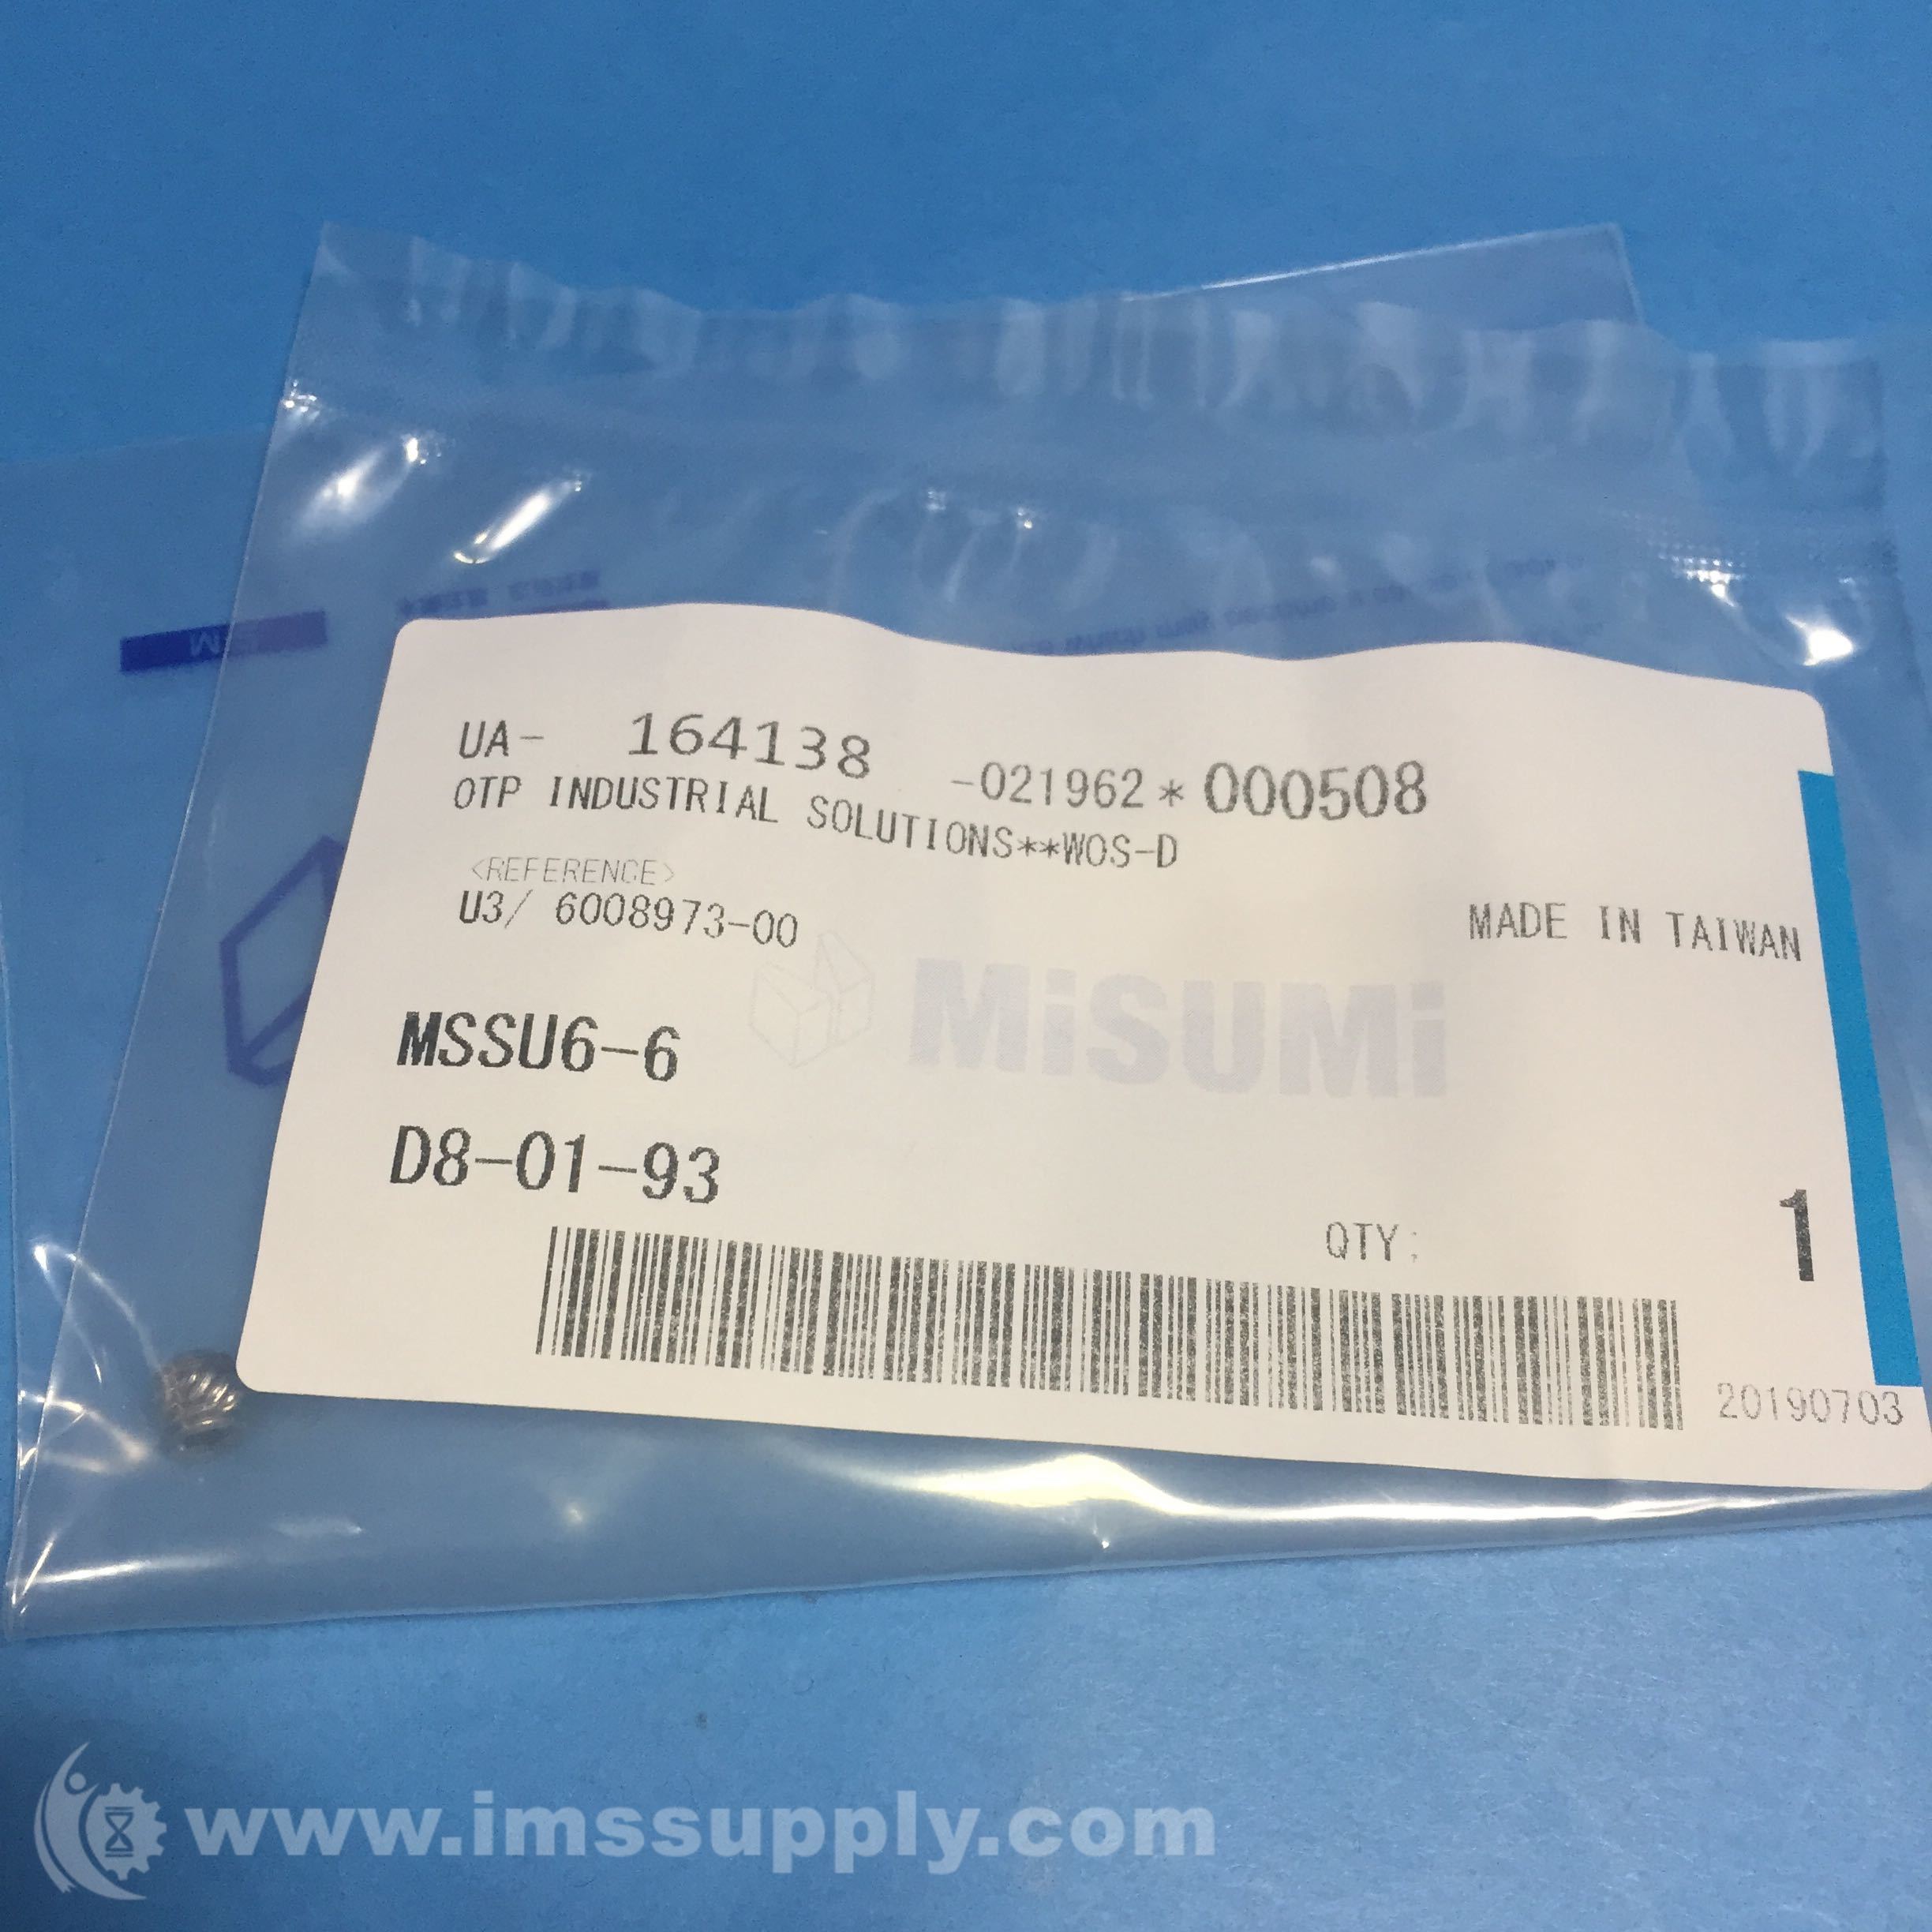 UA- 164138 -021962*000508
OTP INDUSTRIAL SOLUTIONS**WOS-D
<REFERENCE>
U3/ 6008973-00
MADE IN TAIWAN
MiSUMi
MSSU6-6
D8-01-93
QTY: 1
20190703
www.imssupply.com